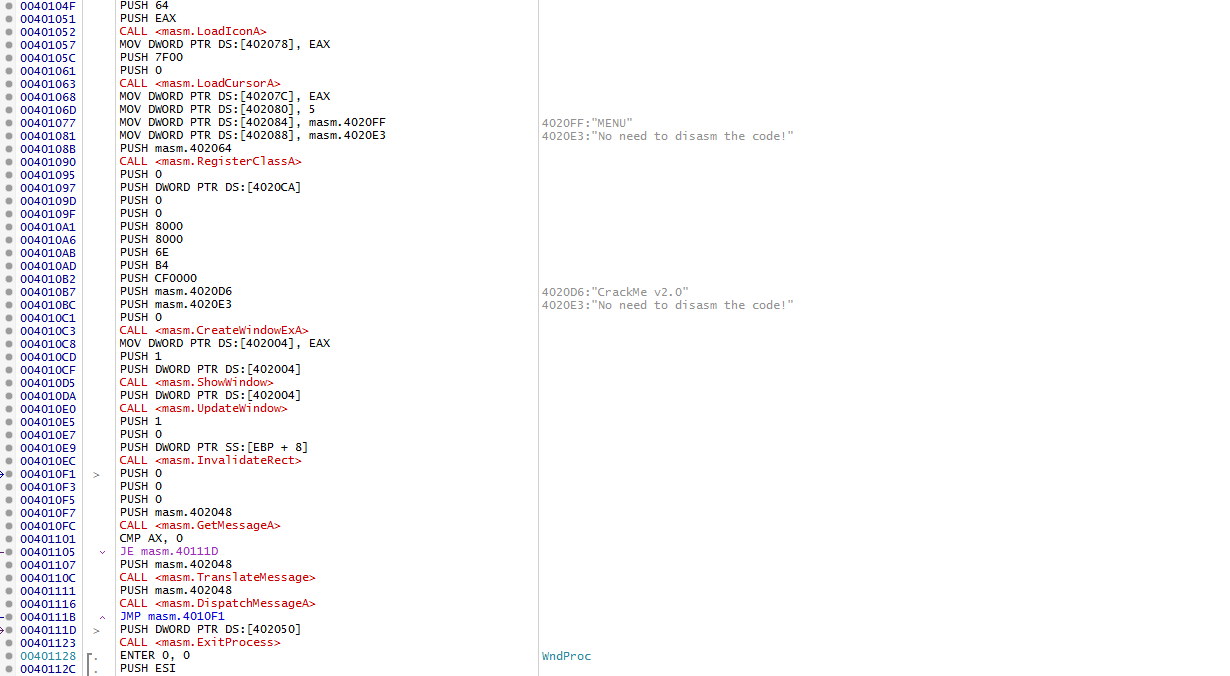 0040104F PUSH 64
00401051 PUSH EAX
00401052 CALL <masm.LoadIconA>
00401057 MOV DWORD PTR DS:[402078], EAX
0040105C PUSH 7F00
00401061 PUSH 0
00401063 CALL <masm.LoadCursorA>
00401068 MOV DWORD PTR DS:[40207C], EAX
0040106D MOV DWORD PTR DS:[402080], 5
00401077 MOV DWORD PTR DS:[402084], masm.4020FF 4020FF:"MENU"
00401081 MOV DWORD PTR DS:[402088], masm.4020E3 4020E3:"No need to disasm the code!"
0040108B PUSH masm.402064
00401090 CALL <masm.RegisterClassA>
00401095 PUSH 0
00401097 PUSH DWORD PTR DS:[4020CA]
0040109D PUSH 0
0040109F PUSH 0
004010A1 PUSH 8000
004010A6 PUSH 8000
004010AB PUSH 6E
004010AD PUSH B4
004010B2 PUSH CF0000
004010B7 PUSH masm.4020D6 4020D6:"CrackMe v2.0"
004010BC PUSH masm.4020E3 4020E3:"No need to disasm the code!"
004010C1 PUSH 0
004010C3 CALL <masm.CreateWindowExA>
004010C8 MOV DWORD PTR DS:[402004], EAX
004010CD PUSH 1
004010CF PUSH DWORD PTR DS:[402004]
004010D5 CALL <masm.ShowWindow>
004010DA PUSH DWORD PTR DS:[402004]
004010E0 CALL <masm.UpdateWindow>
004010E5 PUSH 1
004010E7 PUSH 0
004010E9 PUSH DWORD PTR SS:[EBP + 8]
004010EC CALL <masm.InvalidateRect>
004010F1 > PUSH 0
004010F3 PUSH 0
004010F5 PUSH 0
004010F7 PUSH masm.402048
004010FC CALL <masm.GetMessageA>
00401101 CMP AX, 0
00401105 JE masm.40111D
00401107 PUSH masm.402048
0040110C CALL <masm.TranslateMessage>
00401111 PUSH masm.402048
00401116 CALL <masm.DispatchMessageA>
0040111B JMP masm.4010F1
0040111D > PUSH DWORD PTR DS:[402050]
00401123 CALL <masm.ExitProcess>
00401128 ENTER 0, 0 WndProc
0040112C PUSH ESI